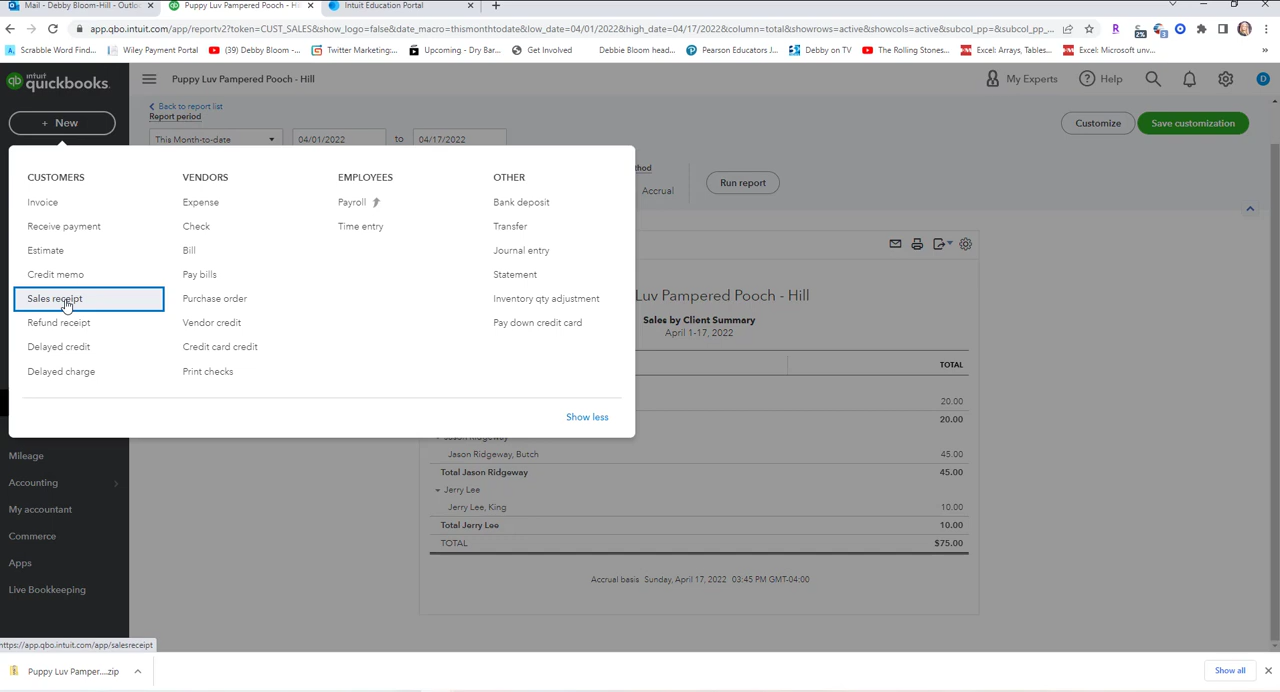 Mail - Debby Bloom-Hill - Outlo
Puppy Luv Pampered Pooch - Hill
Intuit Education Portal
app.qbo.intuit.com/app/reportv2?token=CUST_SALES&show_logo=false&date_macro=thismonthtodate&low_date=04/01/2022&high_date=04/17/2022&column=total&showrows=active&showcols=active&subcol_pp=&subcol_pp_...
Scrabble Word Find...
Wiley Payment Portal
(39) Debby Bloom -...
Twitter Marketing:...
Upcoming - Dry Bar...
Get Involved
Debbie Bloom head...
Pearson Educators J...
Debby on TV
The Rolling Stones...
Excel: Arrays, Tables...
Excel: Microsoft unv...
»
intuit
quickbooks.
Puppy Luv Pampered Pooch - Hill
My Experts
Help
D
+ New
Back to report list
Report period
This Month-to-date
04/01/2022
to
04/17/2022
Customize
Save customization
thod
Accrual
Run report
CUSTOMERS
Invoice
Receive payment
Estimate
Credit memo
Sales receipt
Refund receipt
Delayed credit
Delayed charge
VENDORS
Expense
Check
Bill
Pay bills
Purchase order
Vendor credit
Credit card credit
Print checks
EMPLOYEES
Payroll
Time entry
OTHER
Bank deposit
Transfer
Journal entry
Statement
Inventory qty adjustment
Pay down credit card
Show less
Luv Pampered Pooch - Hill
Sales by Client Summary
April 1-17, 2022
TOTAL
20.00
20.00
Jason Ridgeway
Jason Ridgeway, Butch 45.00
Total Jason Ridgeway 45.00
Jerry Lee
Jerry Lee, King 10.00
Total Jerry Lee 10.00
TOTAL $75.00
Accrual basis Sunday, April 17, 2022 03:45 PM GMT-04:00
Mileage
Accounting
My accountant
Commerce
Apps
Live Bookkeeping
https://app.qbo.intuit.com/app/salesreceipt
Puppy Luv Pamper....zip
Show all